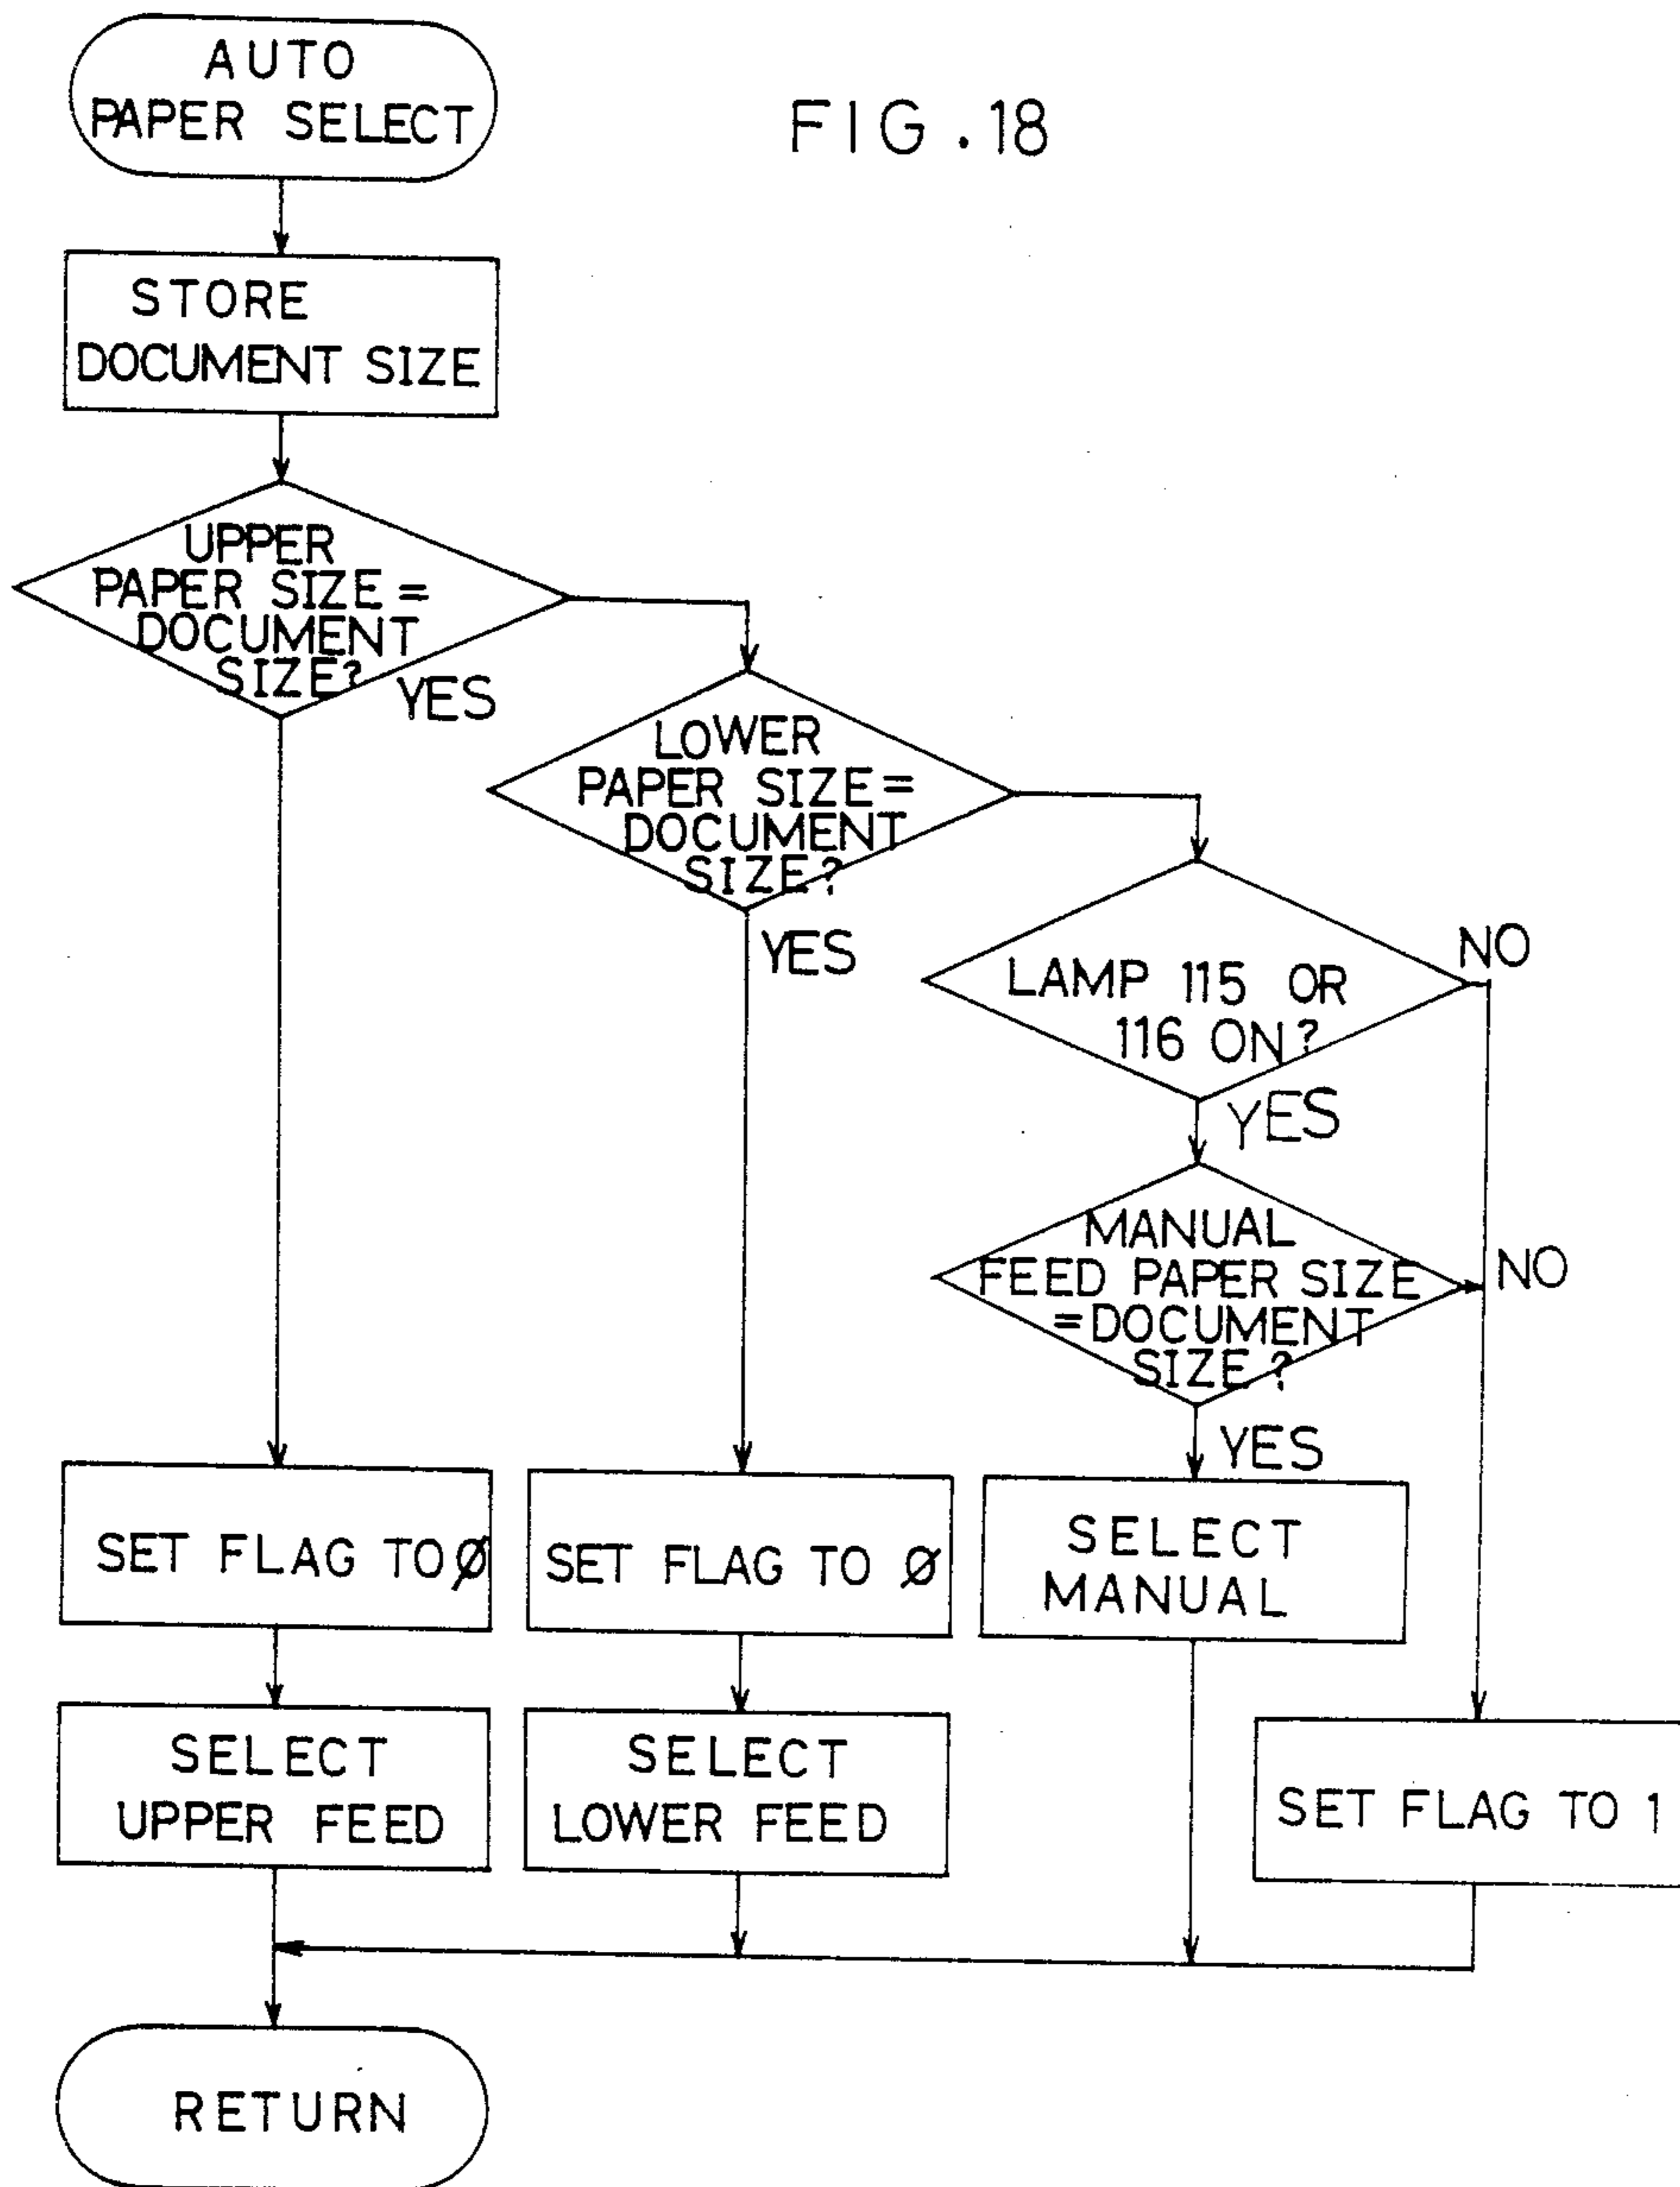 AUTO
PAPER SELECT
FIG.18
STORE
DOCUMENT SIZE
UPPER
PAPER SIZE=
DOCUMENT
SIZE?
YES
LOWER
PAPER SIZE=
DOCUMENT
SIZE?
YES
LAMP 115 OR
116 ON?
NO
YES
MANUAL
FEED PAPER SIZE
=DOCUMENT
SIZE?
NO
YES
SET FLAG TO Ø
SET FLAG TO Ø
SELECT
MANUAL
SELECT
UPPER FEED
SELECT
LOWER FEED
SET FLAG TO 1
RETURN